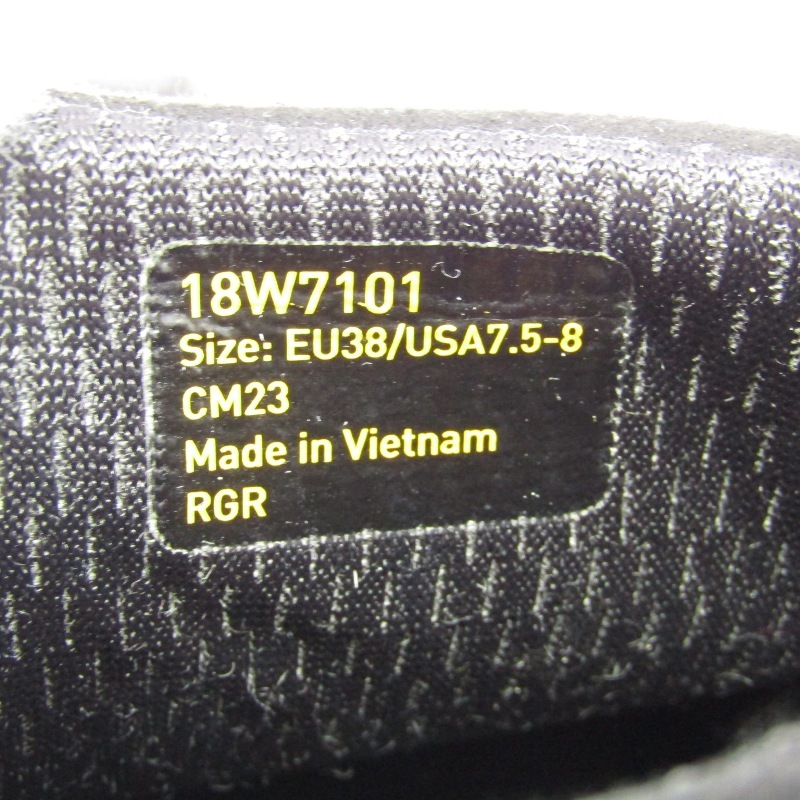 18W7101
Size: EU38/USA7.5-8
CM23
Made in Vietnam
RGR